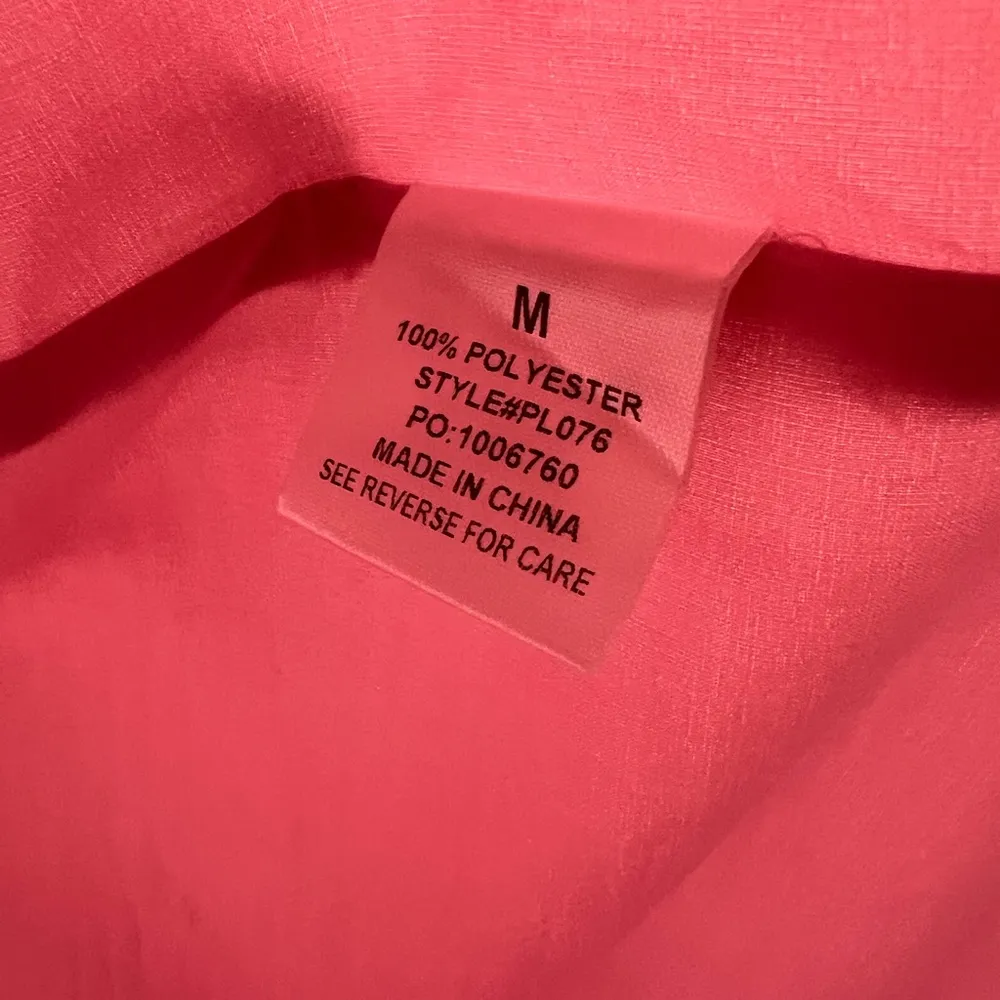 M
100% POLYESTER
STYLE#PL076
PO:1006760
MADE IN CHINA
SEE REVERSE FOR CARE